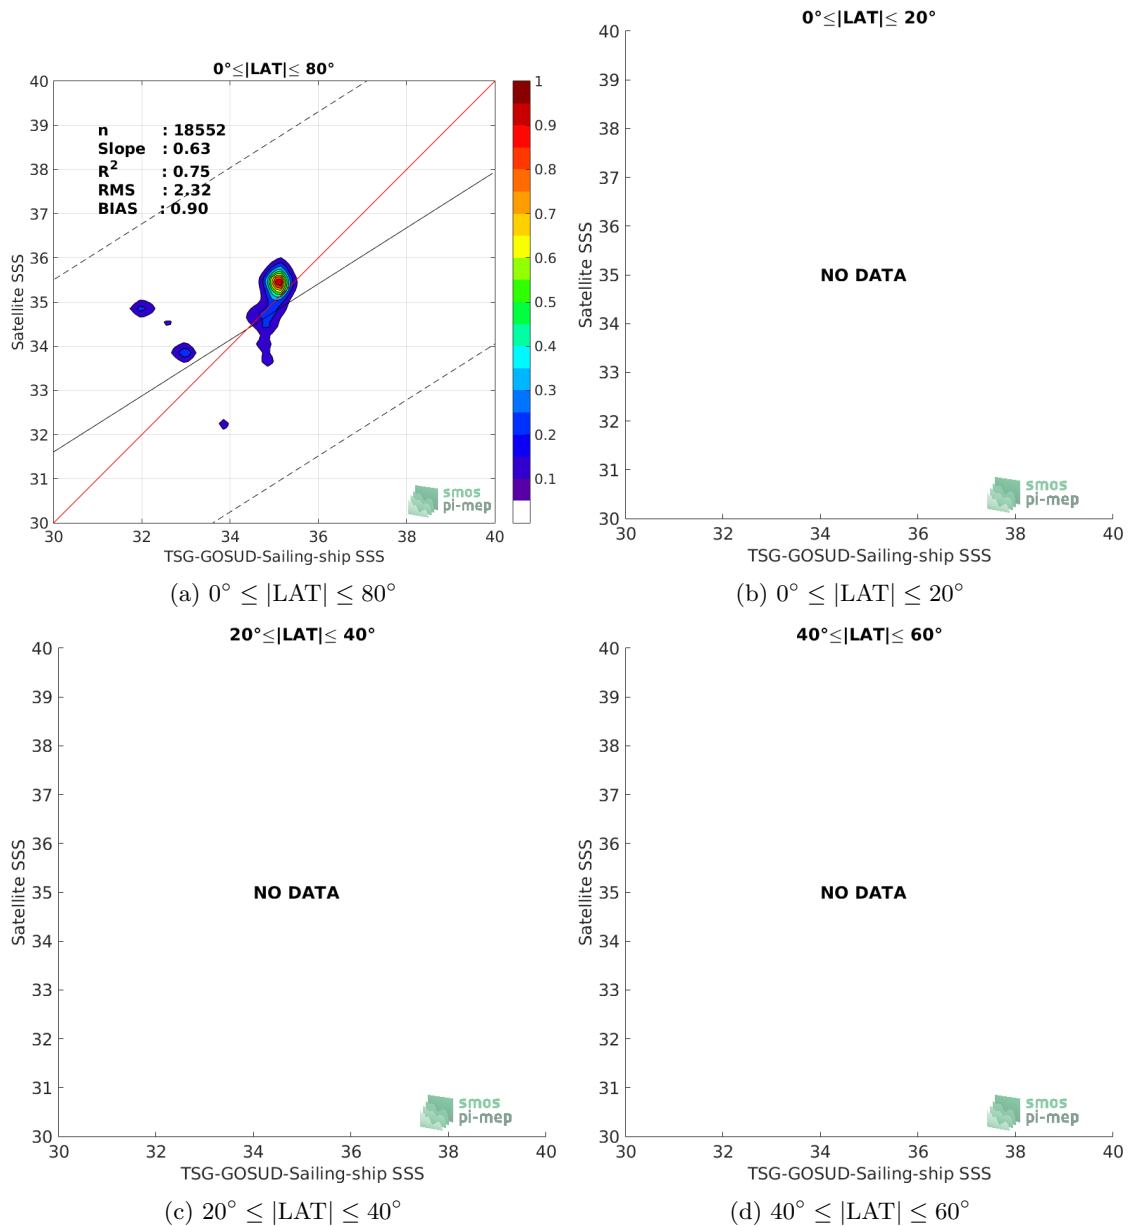 0°≤|LAT|≤ 80°
n : 18552
Slope : 0.63
R2 : 0.75
RMS : 2.32
BIAS : 0.90
40
39
38
37
36
35
34
33
32
31
30
30 32 34 36 38 40
Satellite SSS
TSG-GOSUD-Sailing-ship SSS
1
0.9
0.8
0.7
0.6
0.5
0.4
0.3
0.2
0.1
smos
pi-mep
(a) 0° ≤ |LAT| ≤ 80°
0°≤|LAT|≤ 20°
40
39
38
37
36
35
34
33
32
31
30
30 32 34 36 38 40
Satellite SSS
NO DATA
TSG-GOSUD-Sailing-ship SSS
smos
pi-mep
(b) 0° ≤ |LAT| ≤ 20°
20°≤|LAT|≤ 40°
40
39
38
37
36
35
34
33
32
31
30
30 32 34 36 38 40
Satellite SSS
NO DATA
TSG-GOSUD-Sailing-ship SSS
smos
pi-mep
(c) 20° ≤ |LAT| ≤ 40°
40°≤|LAT|≤ 60°
40
39
38
37
36
35
34
33
32
31
30
30 32 34 36 38 40
Satellite SSS
NO DATA
TSG-GOSUD-Sailing-ship SSS
smos
pi-mep
(d) 40° ≤ |LAT| ≤ 60°